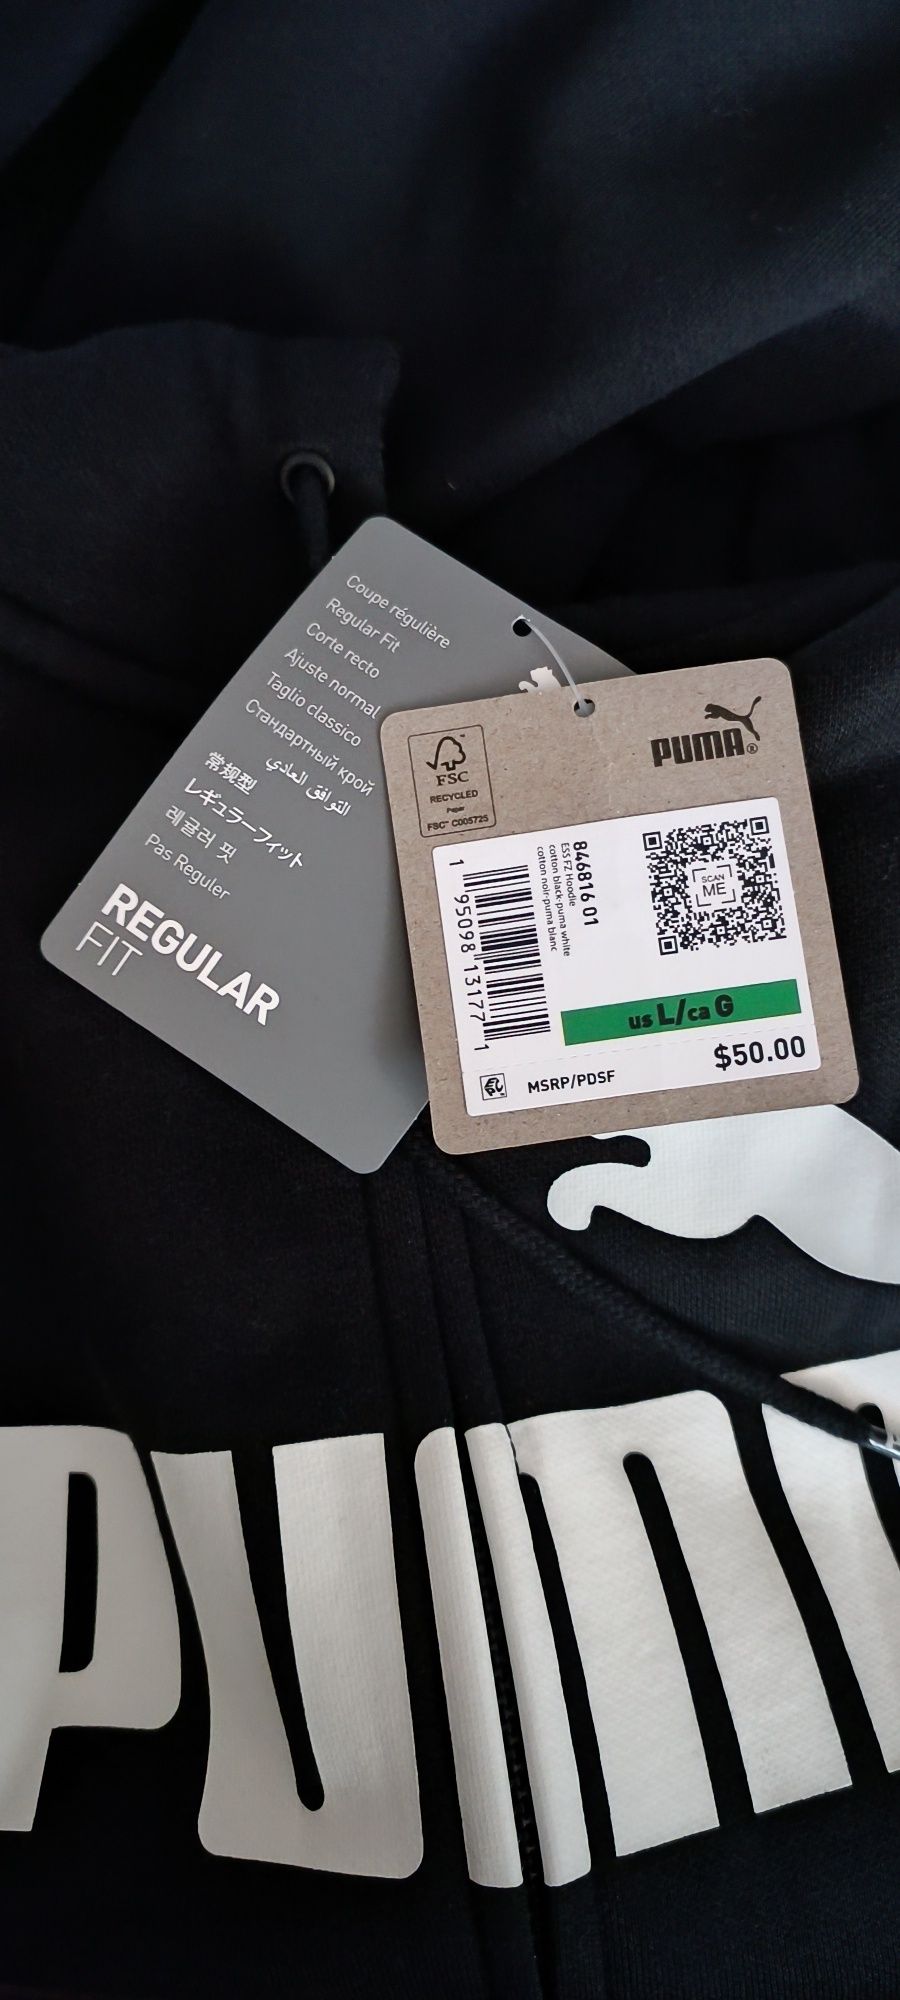 Coupe régulière
Regular Fit
Corte recto
Ajuste normal
Taglio classico
Стандартный крой
التوافق العادي
常规型
レギュラーフィット
레귤러 핏
Pas Reguler
REGULAR
FIT
PUMA®
FSC
RECYCLED
Paper
FSC™ C005725
846816 01
ESS FZ Hoodie
cotton black-puma white
cotton noir-puma blanc
1 95098 13177 1
SCAN
ME
us L/ca G
$50.00
MSRP/PDSF
PUMA